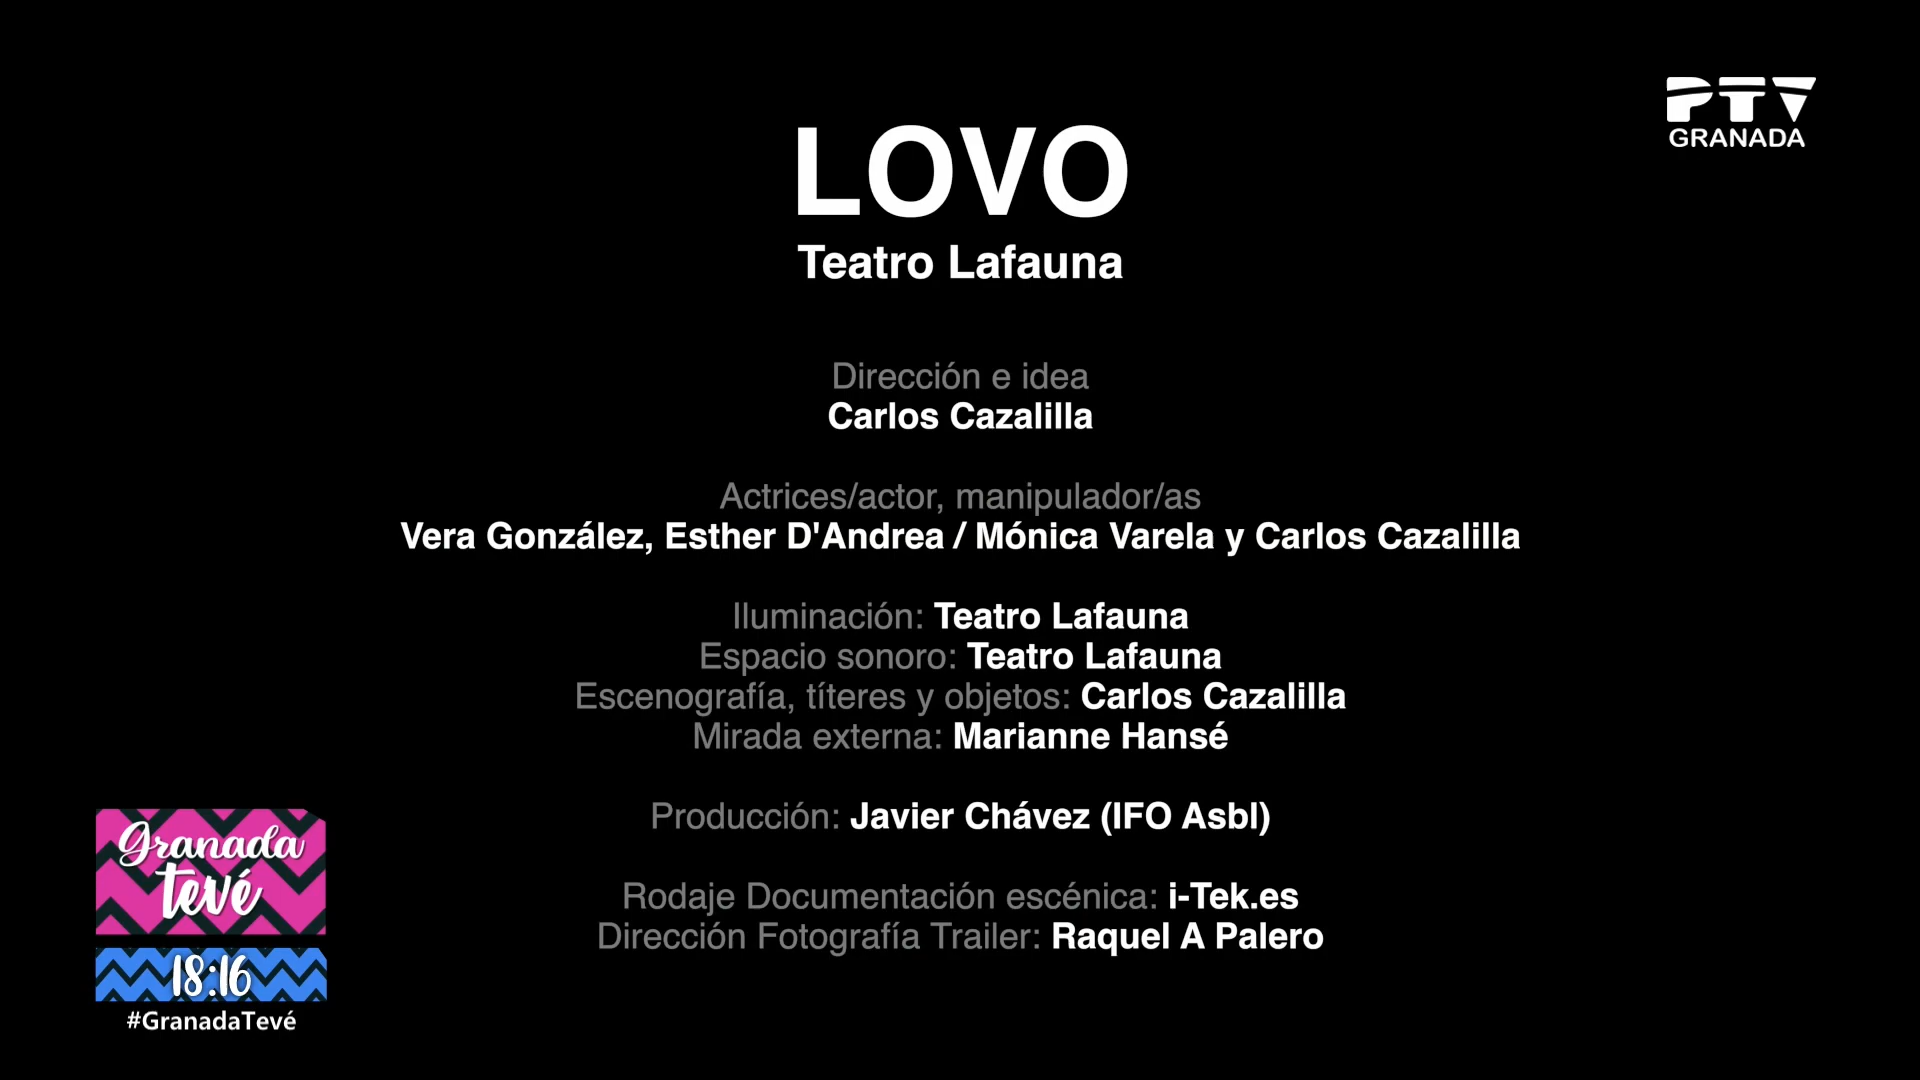 PTV
GRANADA
LOVO
Teatro Lafauna
Dirección e idea
Carlos Cazalilla
Actrices/actor, manipulador/as
Vera González, Esther D'Andrea / Mónica Varela y Carlos Cazalilla
Iluminación: Teatro Lafauna
Espacio sonoro: Teatro Lafauna
Escenografía, títeres y objetos: Carlos Cazalilla
Mirada externa: Marianne Hansé
Producción: Javier Chávez (IFO Asbl)
Rodaje Documentación escénica: i-Tek.es
Dirección Fotografía Trailer: Raquel A Palero
Granada
tevé
18:16
#GranadaTevé